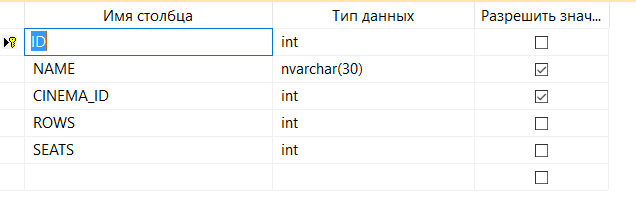 Имя столбца Тип данных Разрешить знач...
ID int
NAME nvarchar(30)
CINEMA_ID int
ROWS int
SEATS int